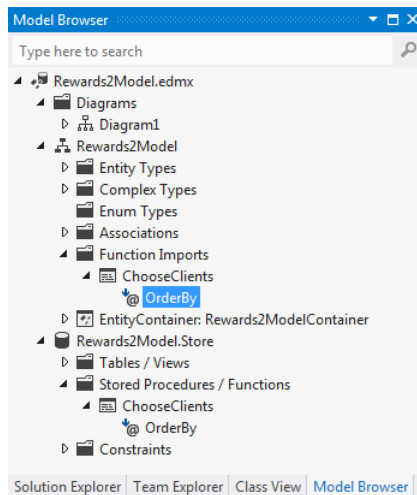 Model Browser
Type here to search
Rewards2Model.edmx
Diagrams
Diagram1
Rewards2Model
Entity Types
Complex Types
Enum Types
Associations
Function Imports
ChooseClients
OrderBy
EntityContainer: Rewards2ModelContainer
Rewards2Model.Store
Tables / Views
Stored Procedures / Functions
ChooseClients
OrderBy
Constraints
Solution Explorer Team Explorer Class View Model Browser